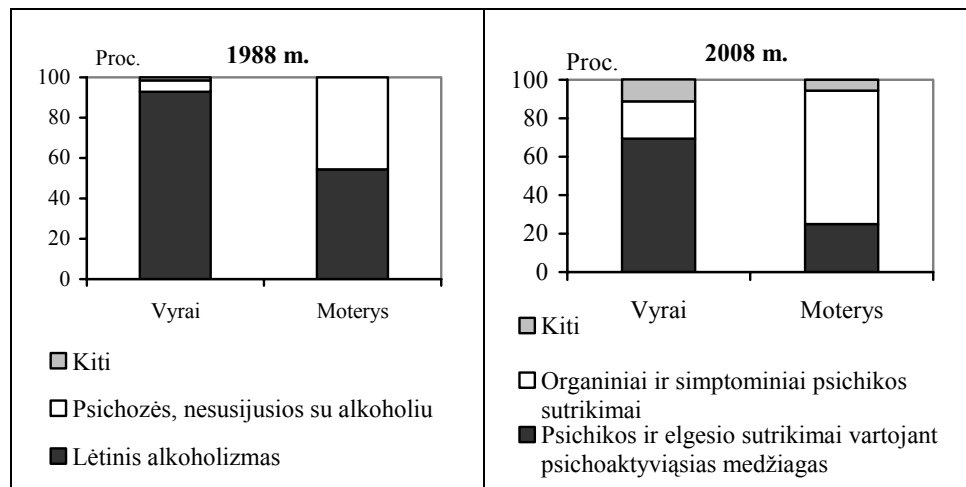 Proc.
1988 m.
100
80
60
40
20
0
Vyrai
Moterys
Kiti
Psichozės, nesusijusios su alkoholiu
Lėtinis alkoholizmas
Proc.
2008 m.
100
80
60
40
20
0
Vyrai
Moterys
Kiti
Organiniai ir simptominiai psichikos
sutrikimai
Psichikos ir elgesio sutrikimai vartojant
psichoaktyviąsias medžiagas